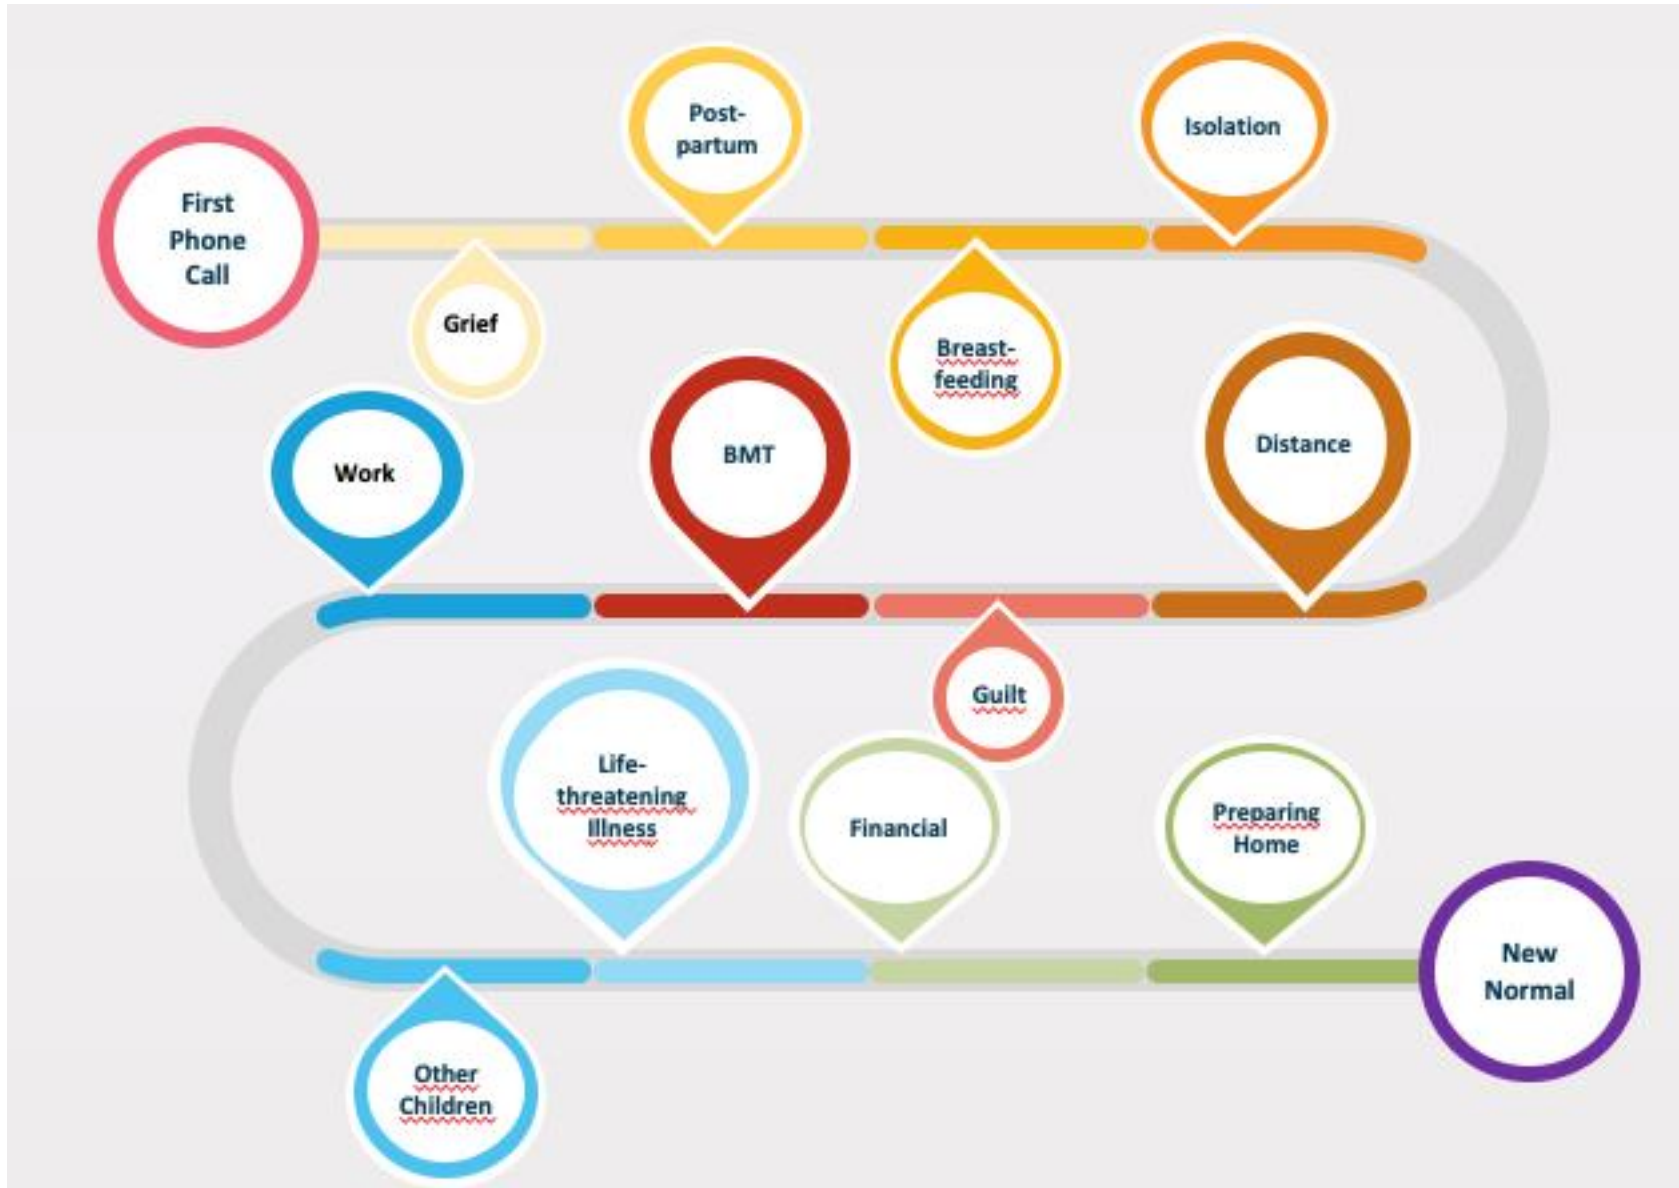 First
Phone
Call
Grief
Post-
partum
Breast-
feeding
Isolation
Distance
Guilt
BMT
Work
Other
Children
Life-
threatening
Illness
Financial
Preparing
Home
New
Normal